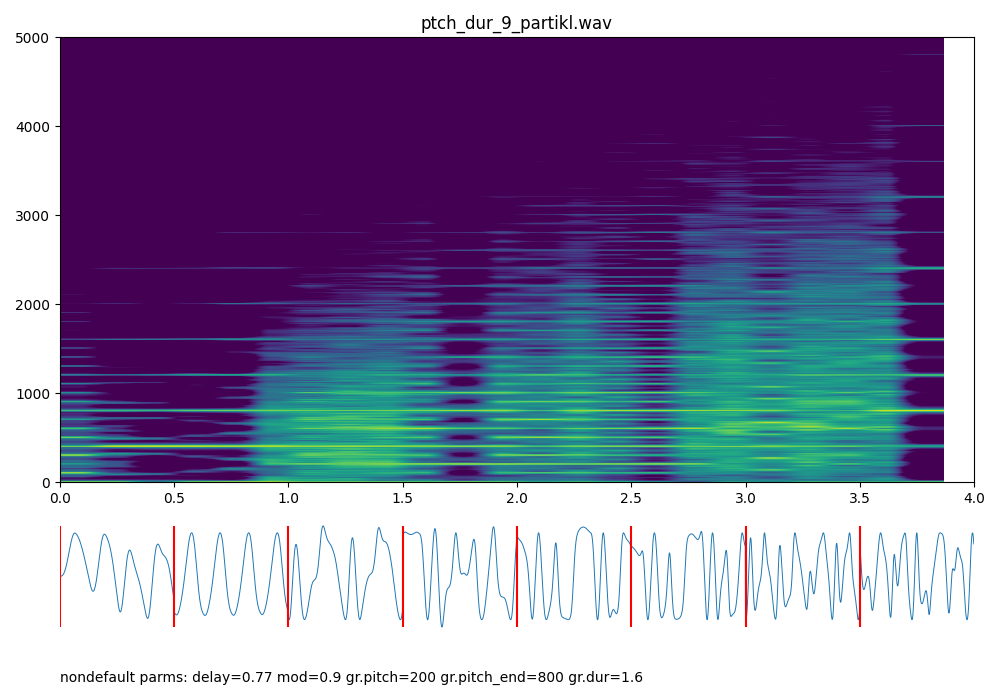 ptch_dur_9_partikl.wav
5000
4000
3000
2000
1000
0
0.0 0.5 1.0 1.5 2.0 2.5 3.0 3.5 4.0
nondefault parms: delay=0.77 mod=0.9 gr.pitch=200 gr.pitch_end=800 gr.dur=1.6